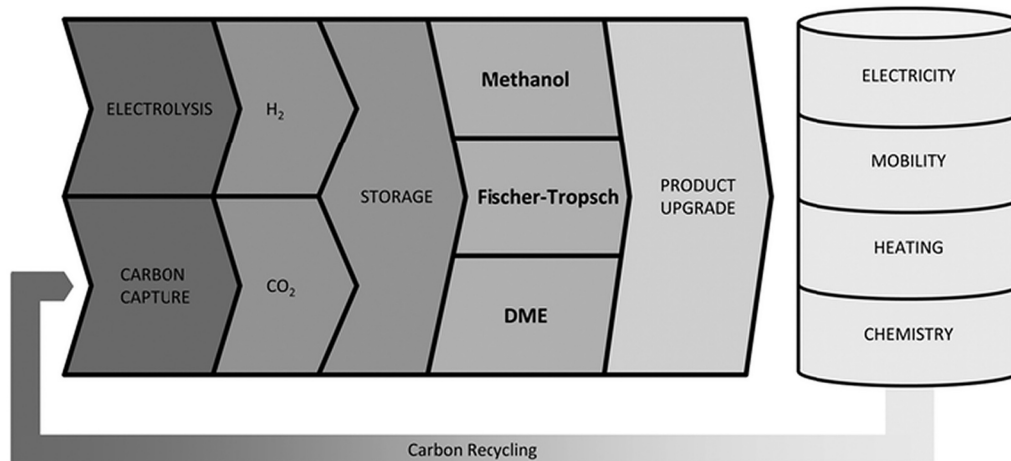 ELECTROLYSIS
H₂
CARBON
CAPTURE
CO₂
STORAGE
Methanol
Fischer-Tropsch
DME
PRODUCT
UPGRADE
ELECTRICITY
MOBILITY
HEATING
CHEMISTRY
Carbon Recycling